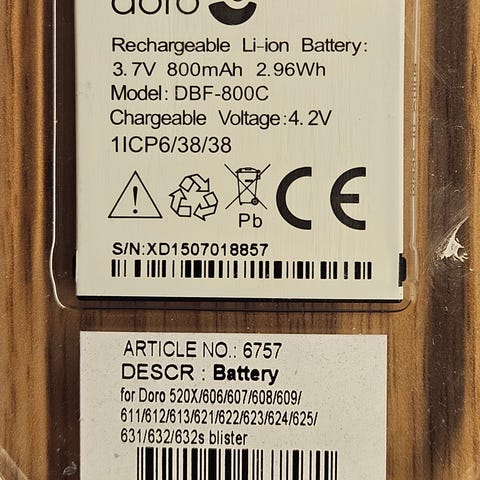 doro
Rechargeable Li-ion Battery:
3.7V 800mAh 2.96Wh
Model: DBF-800C
Chargeable Voltage:4.2V
1ICP6/38/38
Pb
CE
S/N:XD1507018857
ARTICLE NO.: 6757
DESCR : Battery
for Doro 520X/606/607/608/609/
611/612/613/621/622/623/624/625/
631/632/632s blister